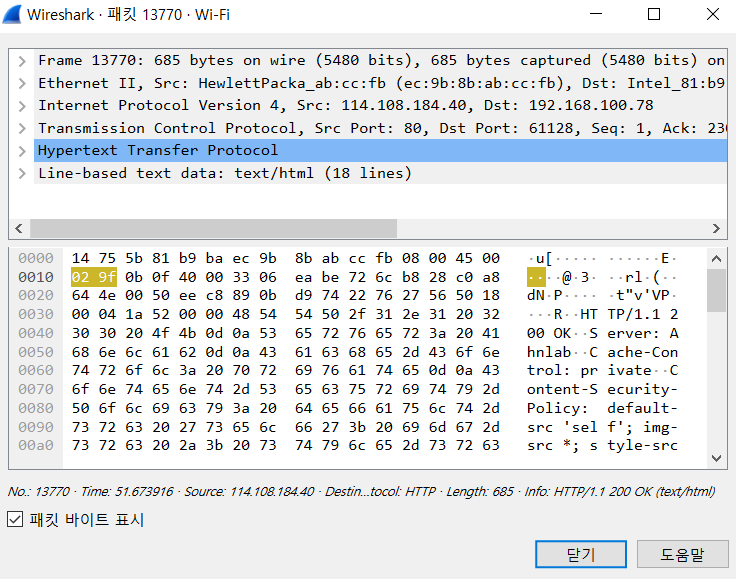 Wireshark · 패킷 13770 · Wi-Fi
Frame 13770: 685 bytes on wire (5480 bits), 685 bytes captured (5480 bits) on
Ethernet II, Src: HewlettPacka_ab:cc:fb (ec:9b:8b:ab:cc:fb), Dst: Intel_81:b9
Internet Protocol Version 4, Src: 114.108.184.40, Dst: 192.168.100.78
Transmission Control Protocol, Src Port: 80, Dst Port: 61128, Seq: 1, Ack: 230
Hypertext Transfer Protocol
Line-based text data: text/html (18 lines)
0000 14 75 5b 81 b9 ba ec 9b 8b ab cc fb 08 00 45 00 ·u[···· ······E·
0010 02 9f 0b 0f 40 00 33 06 ea be 72 6c b8 28 c0 a8 ····@·3· ··rl·(··
0020 64 4e 00 50 ee c8 89 0b d9 74 22 76 27 56 50 18 dN·P···· ·t"v'VP·
0030 00 04 1a 52 00 00 48 54 54 50 2f 31 2e 31 20 32 ···R··HT TP/1.1 2
0040 30 30 20 4f 4b 0d 0a 53 65 72 76 65 72 3a 20 41 00 OK··S erver: A
0050 68 6e 6c 61 62 0d 0a 43 61 63 68 65 2d 43 6f 6e hnlab··C ache-Con
0060 74 72 6f 6c 3a 20 70 72 69 76 61 74 65 0d 0a 43 trol: pr ivate··C
0070 6f 6e 74 65 6e 74 2d 53 65 63 75 72 69 74 79 2d ontent-S ecurity-
0080 50 6f 6c 69 63 79 3a 20 64 65 66 61 75 6c 74 2d Policy:  default-
0090 73 72 63 20 27 73 65 6c 66 27 3b 20 69 6d 67 2d src 'sel f'; img-
00a0 73 72 63 20 2a 3b 20 73 74 79 6c 65 2d 73 72 63 src *; s tyle-src
No.: 13770 · Time: 51.673916 · Source: 114.108.184.40 · Destin...tocol: HTTP · Length: 685 · Info: HTTP/1.1 200 OK (text/html)
패킷 바이트 표시
닫기 도움말